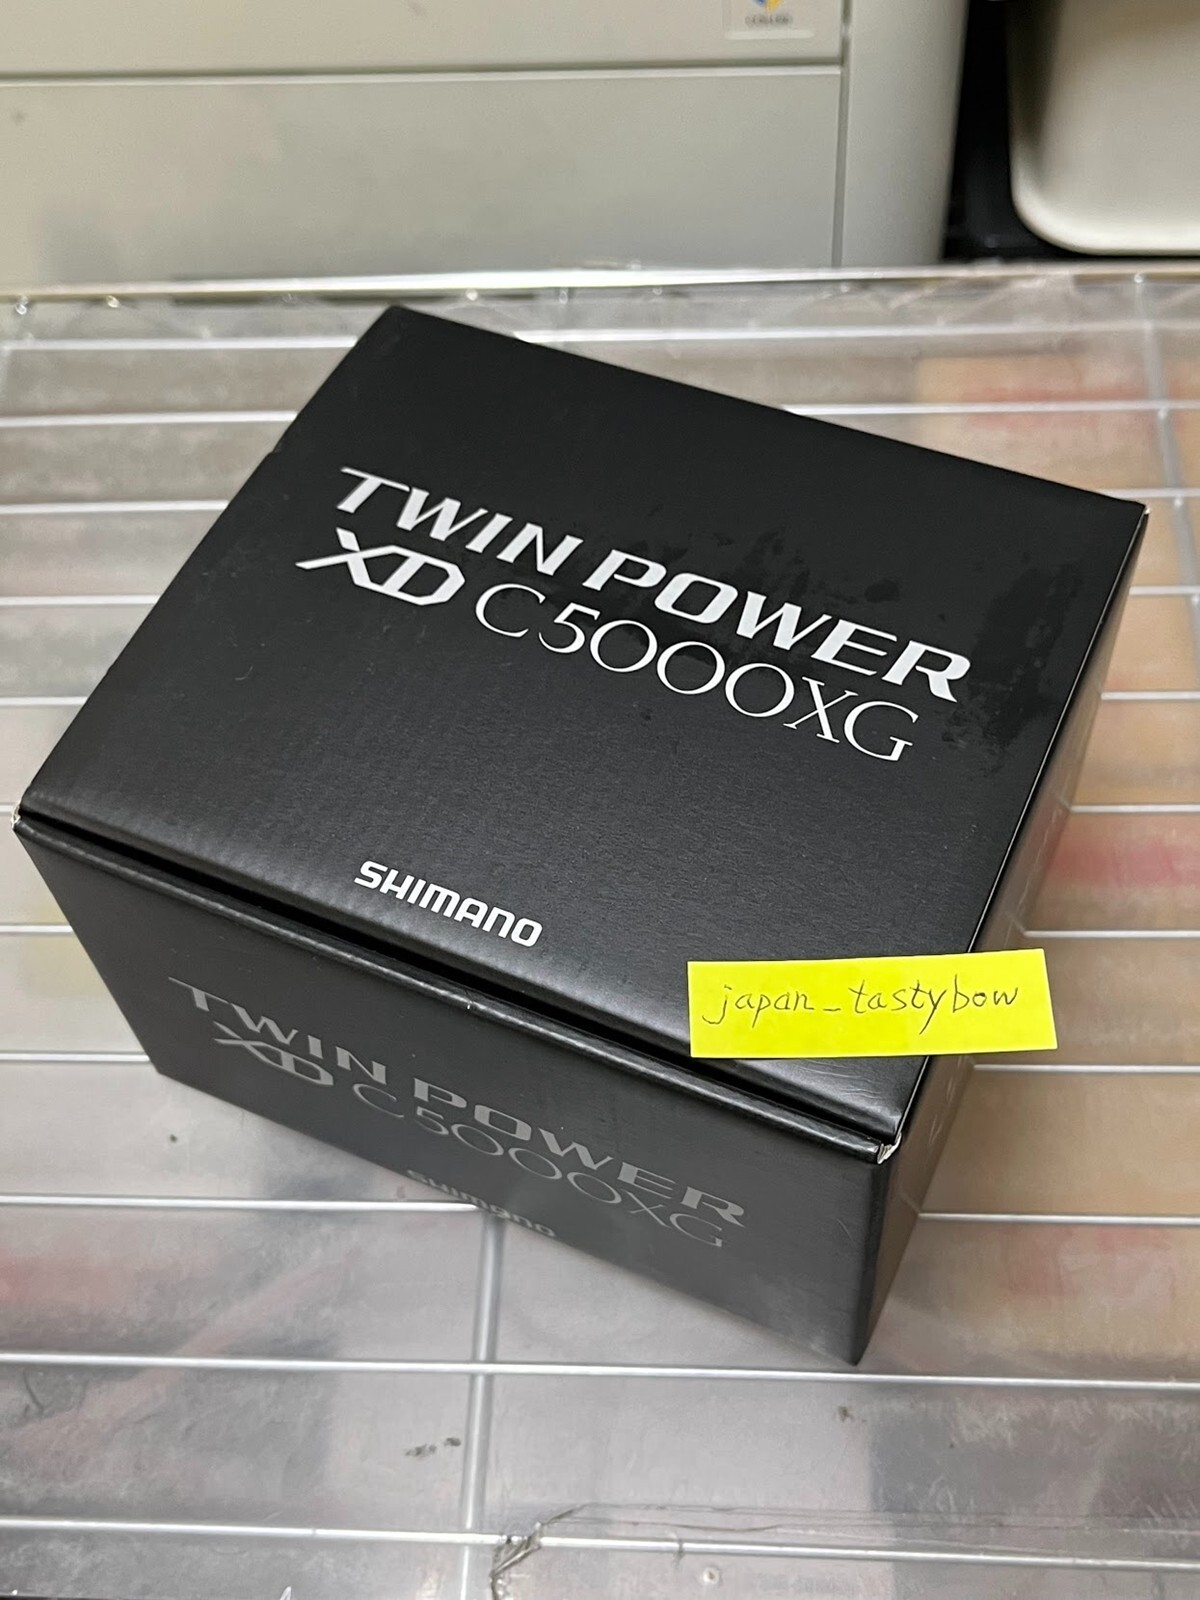 TWIN POWER
XD C5000XG
SHIMANO
japan_tastybow
TWIN POWER
XD C5000XG
SHIMANO